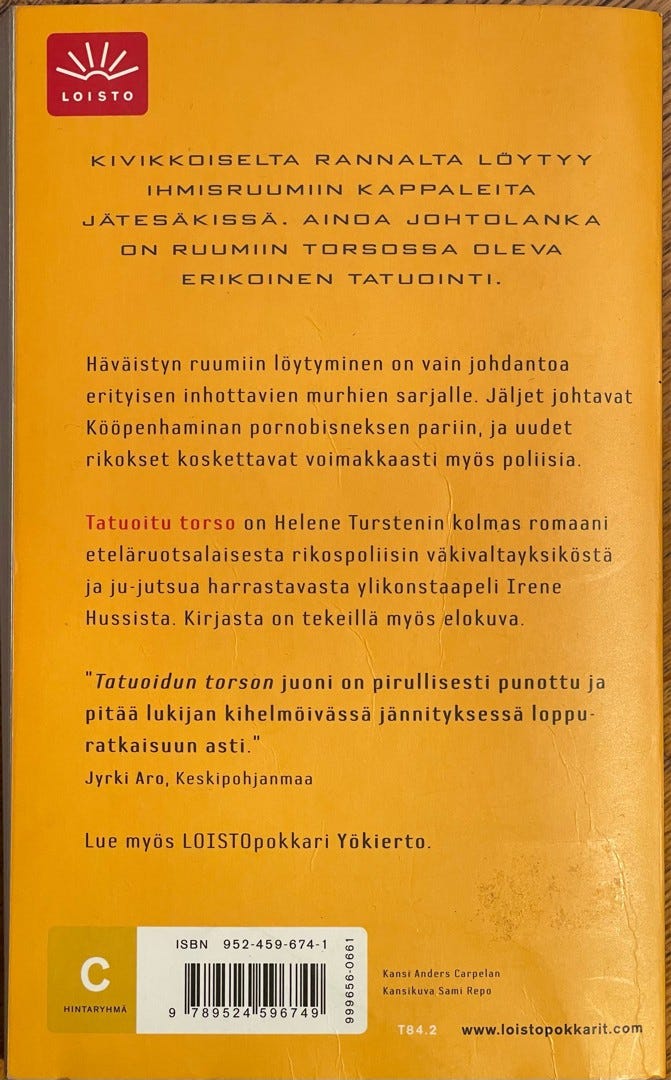 LOISTO
KIVIKKOISELTA RANNALTA LÖYTYY
IHMISRUUMIIN KAPPALEITA
JÄTESÄKISSÄ. AINOA JOHTOLANKA
ON RUUMIIN TORSOSSA OLEVA
ERIKOINEN TATUOINTI.
Häväistyn ruumiin löytyminen on vain johdantoa
erityisen inhottavien murhien sarjalle. Jäljet johtavat
Kööpenhaminan pornobisneksen pariin, ja uudet
rikokset koskettavat voimakkaasti myös poliisia.
Tatuoitu torso on Helene Turstenin kolmas romaani
eteläruotsalaisesta rikospoliisin väkivaltayksiköstä
ja ju-jutsua harrastavasta ylikonstaapeli Irene
Hussista. Kirjasta on tekeillä myös elokuva.
"Tatuoidun torson juoni on pirullisesti punottu ja
pitää lukijan kihelmöivässä jännityksessä loppu-
ratkaisuun asti."
Jyrki Aro, Keskipohjanmaa
Lue myös LOISTOpokkari Yökierto.
C
HINTARYHMÄ
ISBN 952-459-674-1
9 789524 596749
999656-0661
Kansi Anders Carpelan
Kansikuva Sami Repo
T84.2 www.loistopokkarit.com